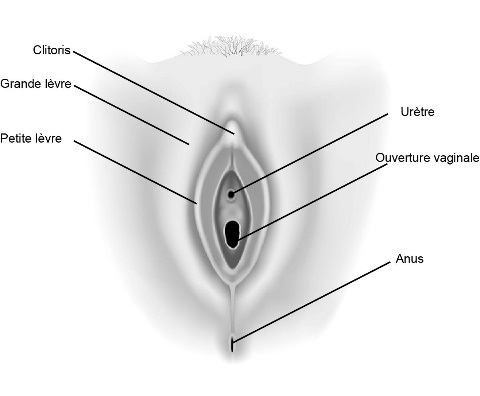 Clitoris
Grande lèvre
Petite lèvre
Urètre
Ouverture vaginale
Anus